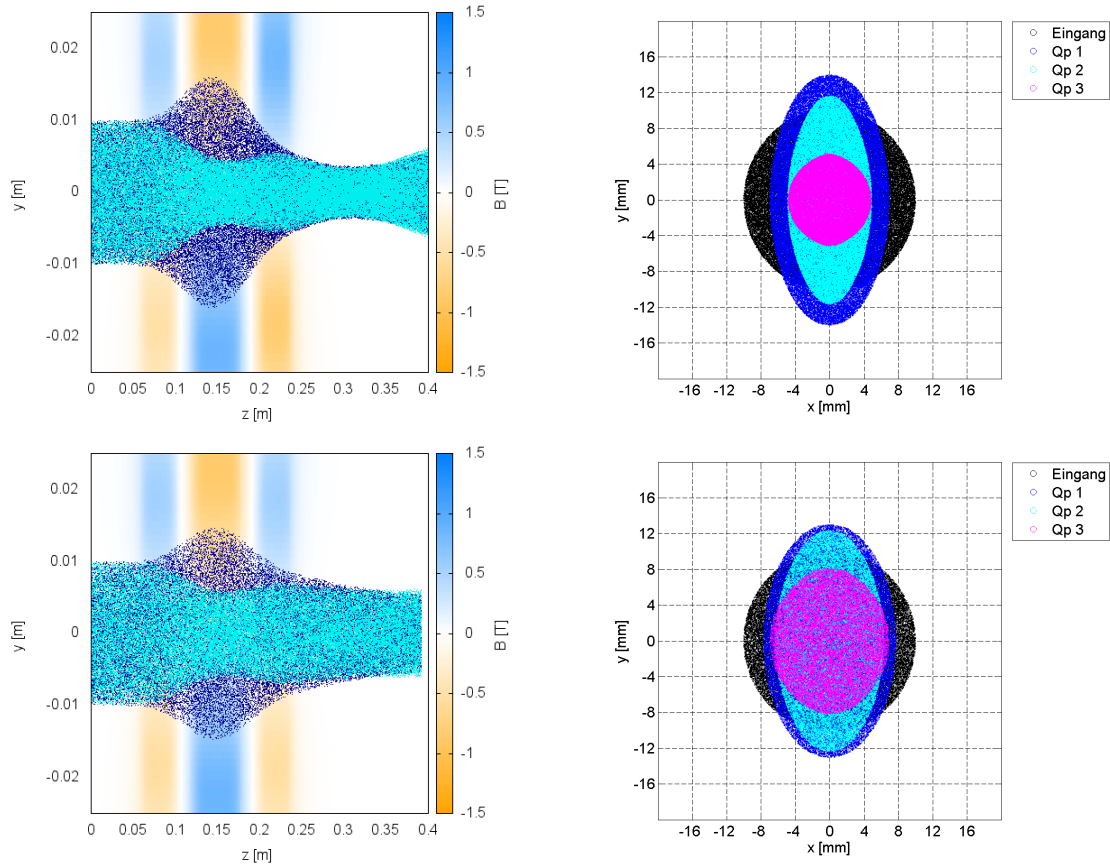 0.02
0.01
0
-0.01
-0.02
y [m]
0 0.05 0.1 0.15 0.2 0.25 0.3 0.35 0.4
z [m]
1.5
1
0.5
0
-0.5
-1
-1.5
B [T]
16
12
8
4
0
-4
-8
-12
-16
y [mm]
-16 -12 -8 -4 0 4 8 12 16
x [mm]
Eingang
Qp 1
Qp 2
Qp 3
0.02
0.01
0
-0.01
-0.02
y [m]
0 0.05 0.1 0.15 0.2 0.25 0.3 0.35 0.4
z [m]
1.5
1
0.5
0
-0.5
-1
-1.5
B [T]
16
12
8
4
0
-4
-8
-12
-16
y [mm]
-16 -12 -8 -4 0 4 8 12 16
x [mm]
Eingang
Qp 1
Qp 2
Qp 3